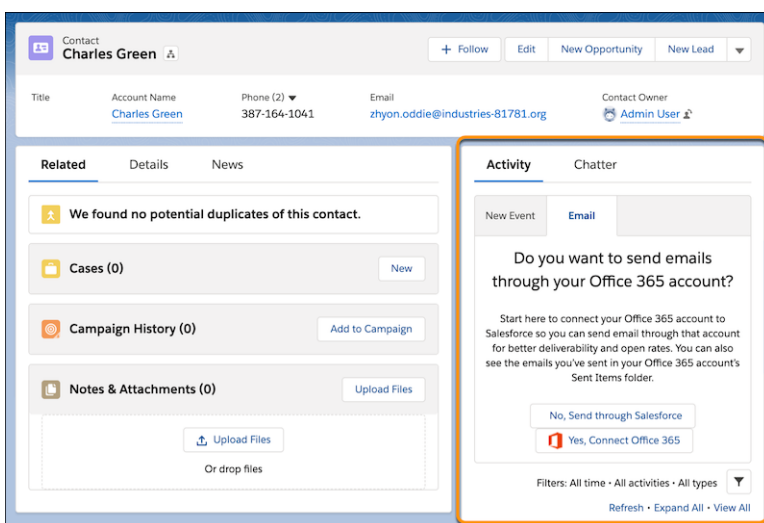 Contact
Charles Green
+ Follow
Edit
New Opportunity
New Lead
Title
Account Name
Phone (2)
Email
Contact Owner
Charles Green
387-164-1041
zhyon.oddie@industries-81781.org
Admin User
Related
Details
News
We found no potential duplicates of this contact.
Cases (0)
New
Campaign History (0)
Add to Campaign
Notes & Attachments (0)
Upload Files
Upload Files
Or drop files
Activity
Chatter
New Event
Email
Do you want to send emails
through your Office 365 account?
Start here to connect your Office 365 account to
Salesforce so you can send email through that account
for better deliverability and open rates. You can also
see the emails you've sent in your Office 365 account's
Sent Items folder.
No, Send through Salesforce
Yes, Connect Office 365
Filters: All time • All activities • All types
Refresh • Expand All • View All